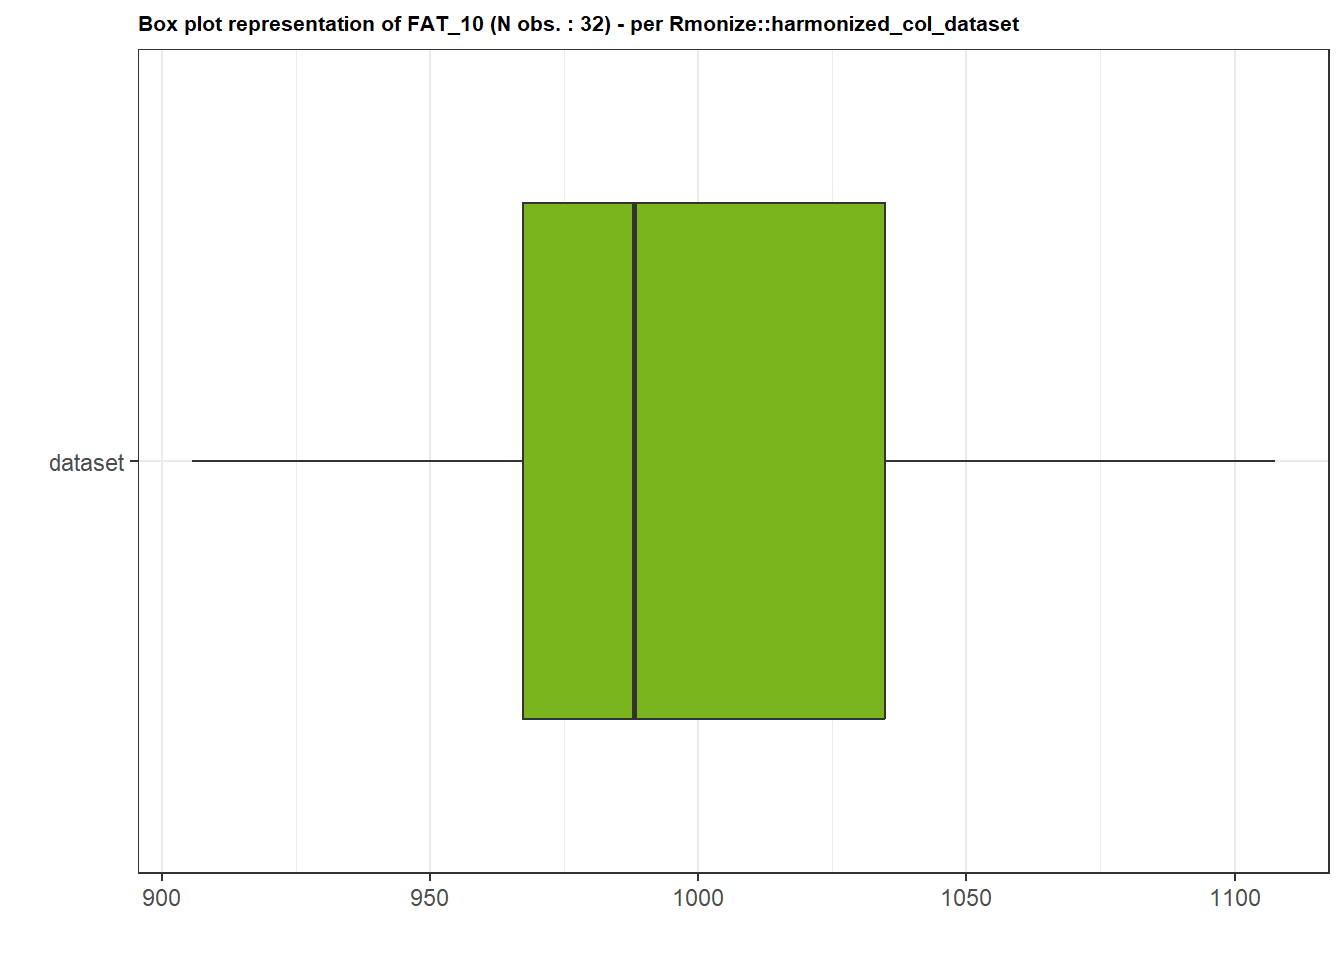 Box plot representation of FAT_10 (N obs. : 32) - per Rmonize::harmonized_col_dataset
dataset
900 950 1000 1050 1100